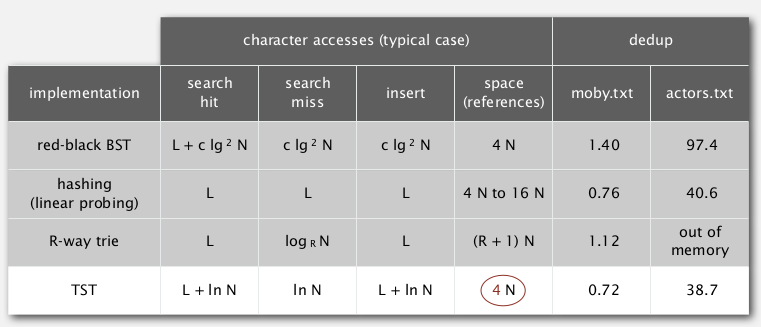 character accesses (typical case) dedup
implementation search hit search miss insert space (references) moby.txt actors.txt
red-black BST L + c lg ² N c lg ² N c lg ² N 4 N 1.40 97.4
hashing (linear probing) L L L 4 N to 16 N 0.76 40.6
R-way trie L log R N L (R + 1) N 1.12 out of memory
TST L + ln N ln N L + ln N 4 N 0.72 38.7